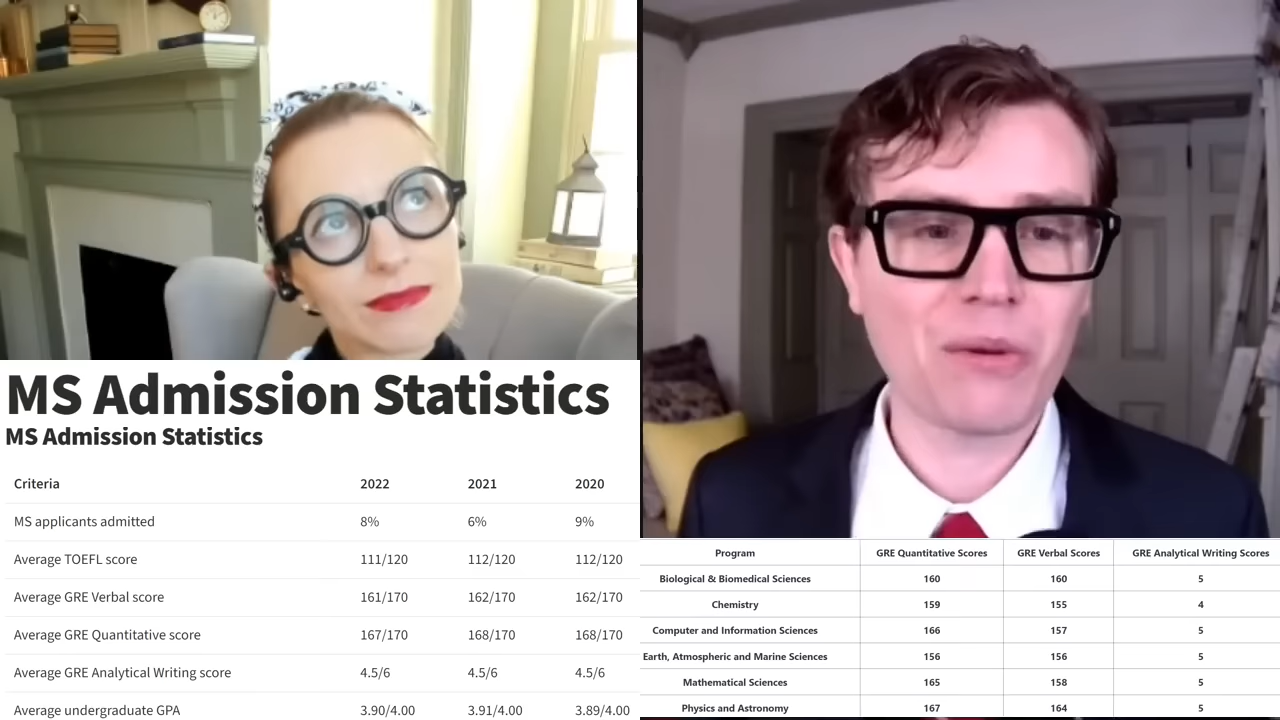 MS Admission Statistics
MS Admission Statistics
Criteria 2022 2021 2020
MS applicants admitted 8% 6% 9%
Average TOEFL score 111/120 112/120 112/120
Average GRE Verbal score 161/170 162/170 162/170
Average GRE Quantitative score 167/170 168/170 168/170
Average GRE Analytical Writing score 4.5/6 4.5/6 4.5/6
Average undergraduate GPA 3.90/4.00 3.91/4.00 3.89/4.00
Program GRE Quantitative Scores GRE Verbal Scores GRE Analytical Writing Scores
Biological & Biomedical Sciences 160 160 5
Chemistry 159 155 4
Computer and Information Sciences 166 157 5
Earth, Atmospheric and Marine Sciences 156 156 5
Mathematical Sciences 165 158 5
Physics and Astronomy 167 164 5